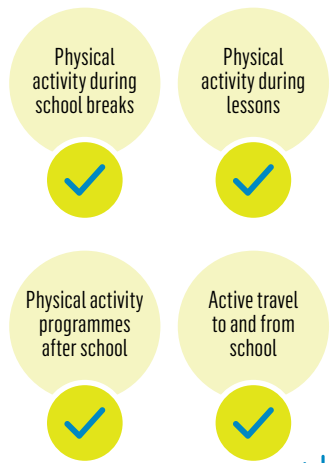 Physical
activity during
school breaks
Physical
activity during
lessons
Physical activity
programmes
after school
Active travel
to and from
school